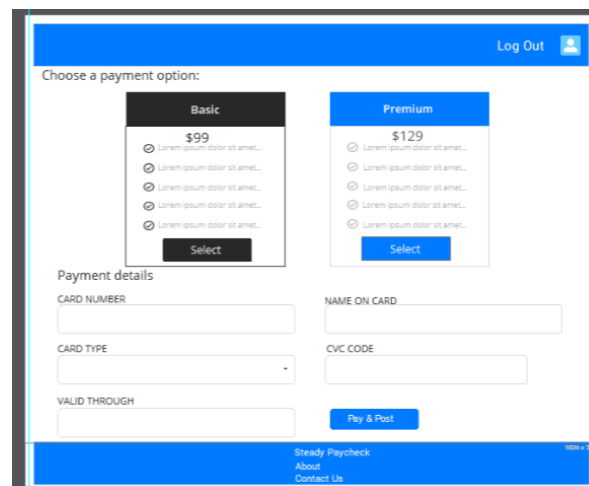 Log Out
Choose a payment option:
Basic
$99
Lorem ipsum dolor sit amet...
Lorem ipsum dolor sit amet...
Lorem ipsum dolor sit amet...
Lorem ipsum dolor sit amet...
Lorem ipsum dolor sit amet...
Select
Premium
$129
Lorem ipsum dolor sit amet...
Lorem ipsum dolor sit amet...
Lorem ipsum dolor sit amet...
Lorem ipsum dolor sit amet...
Lorem ipsum dolor sit amet...
Select
Payment details
CARD NUMBER
NAME ON CARD
CARD TYPE
CVC CODE
VALID THROUGH
Pay & Post
Steady Paycheck
About
Contact Us